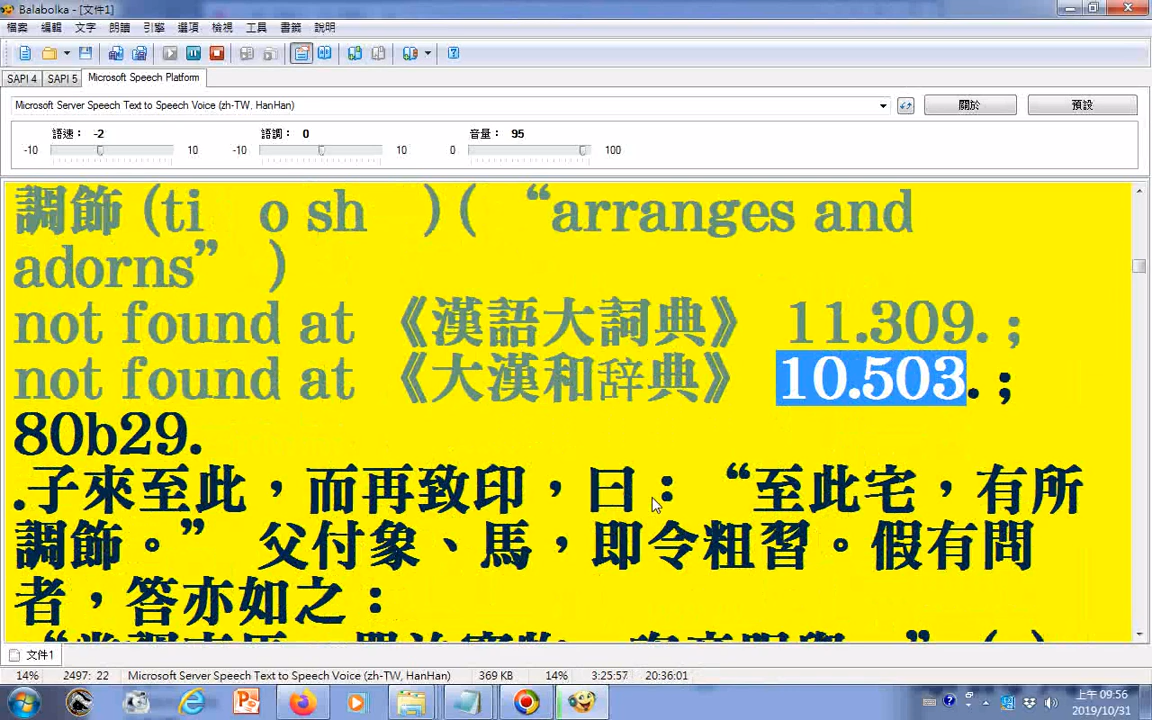 Balabolka - [文件1]
檔案 編輯 文字 朗讀 引擎 選項 檢視 工具 書籤 說明
SAPI 4 SAPI 5 Microsoft Speech Platform
Microsoft Server Speech Text to Speech Voice (zh-TW, HanHan) 關於 預設
語速： -2 語調： 0 音量： 95
-10 10 -10 10 0 100
調飾 (ti o sh )( “arranges and
adorns” )
not found at 《漢語大詞典》 11.309. ;
not found at 《大漢和辞典》 10.503. ;
80b29.
.子來至此，而再致印，曰：“至此宅，有所
調飾。” 父付象、馬，即令粗習。假有問
者，答亦如之：
文件1
14% 2497: 22 Microsoft Server Speech Text to Speech Voice (zh-TW, HanHan) 369 KB 14% 3:25:57 20:36:01
上午 09:56
2019/10/31